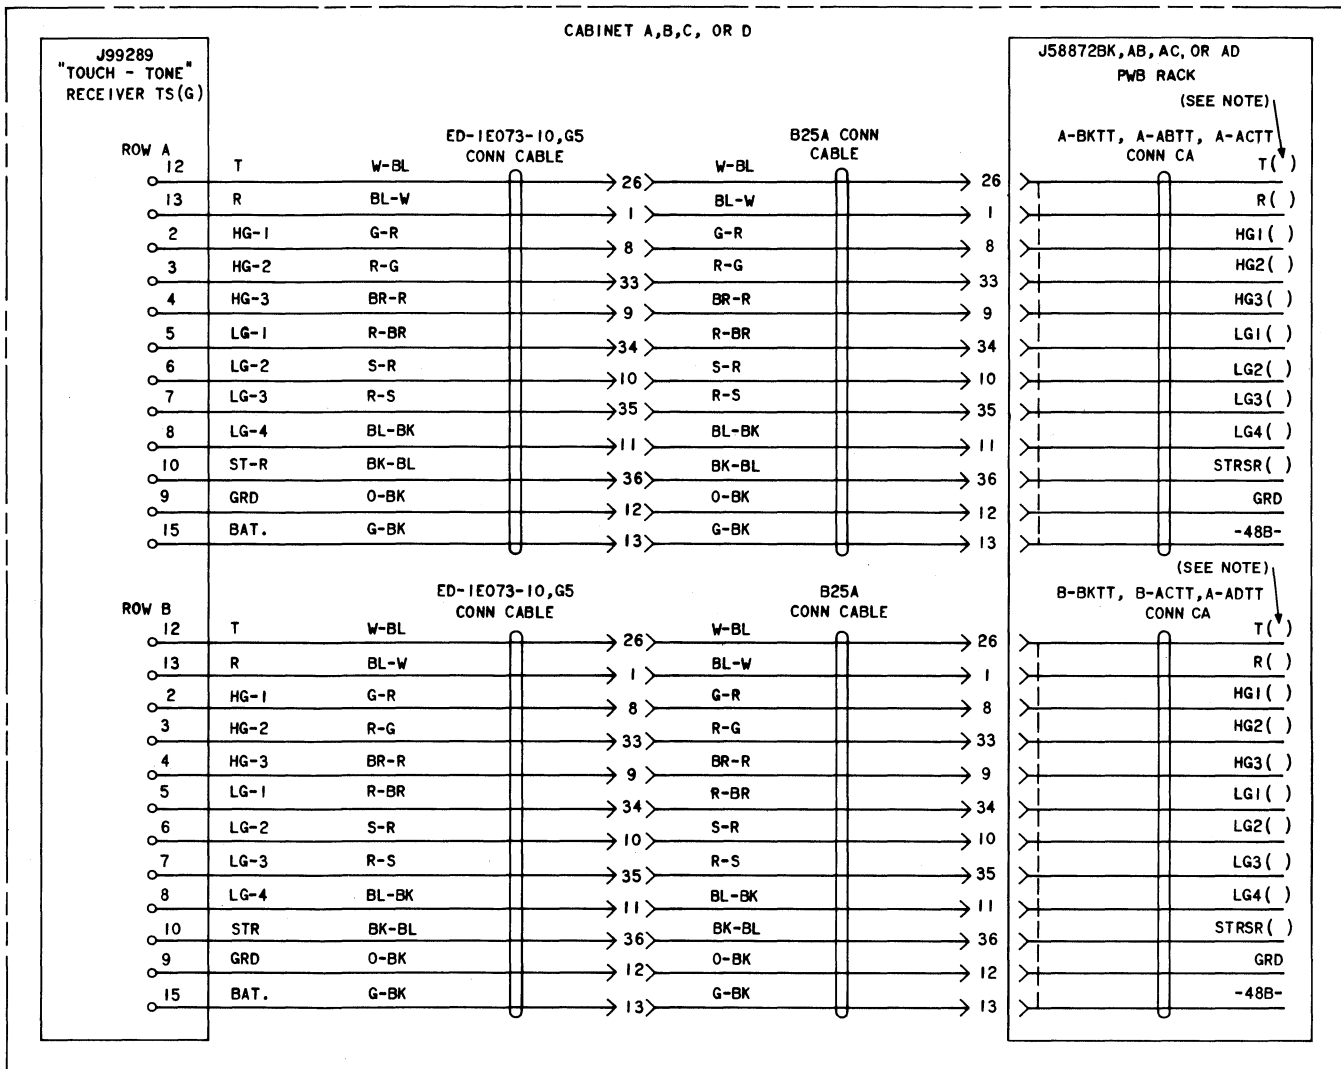 CABINET A,B,C, OR D
J99289
"TOUCH - TONE"
RECEIVER TS(G)
J58872BK,AB,AC,OR AD
PWB RACK
(SEE NOTE)
ROW A
ED-1E073-10,G5
CONN CABLE
B25A CONN
CABLE
A-BKTT, A-ABTT, A-ACTT
CONN CA
12 T W-BL 26 W-BL 26 T( )
13 R BL-W 1 BL-W 1 R( )
2 HG-1 G-R 8 G-R 8 HG1( )
3 HG-2 R-G 33 R-G 33 HG2( )
4 HG-3 BR-R 9 BR-R 9 HG3( )
5 LG-1 R-BR 34 R-BR 34 LG1( )
6 LG-2 S-R 10 S-R 10 LG2( )
7 LG-3 R-S 35 R-S 35 LG3( )
8 LG-4 BL-BK 11 BL-BK 11 LG4( )
10 ST-R BK-BL 36 BK-BL 36 STRSR( )
9 GRD O-BK 12 O-BK 12 GRD
15 BAT. G-BK 13 G-BK 13 -48B-
(SEE NOTE)
ROW B
ED-1E073-10,G5
CONN CABLE
B25A
CONN CABLE
B-BKTT, B-ACTT,A-ADTT
CONN CA
12 T W-BL 26 W-BL 26 T( )
13 R BL-W 1 BL-W 1 R( )
2 HG-1 G-R 8 G-R 8 HG1( )
3 HG-2 R-G 33 R-G 33 HG2( )
4 HG-3 BR-R 9 BR-R 9 HG3( )
5 LG-1 R-BR 34 R-BR 34 LG1( )
6 LG-2 S-R 10 S-R 10 LG2( )
7 LG-3 R-S 35 R-S 35 LG3( )
8 LG-4 BL-BK 11 BL-BK 11 LG4( )
10 STR BK-BL 36 BK-BL 36 STRSR( )
9 GRD O-BK 12 O-BK 12 GRD
15 BAT. G-BK 13 G-BK 13 -48B-